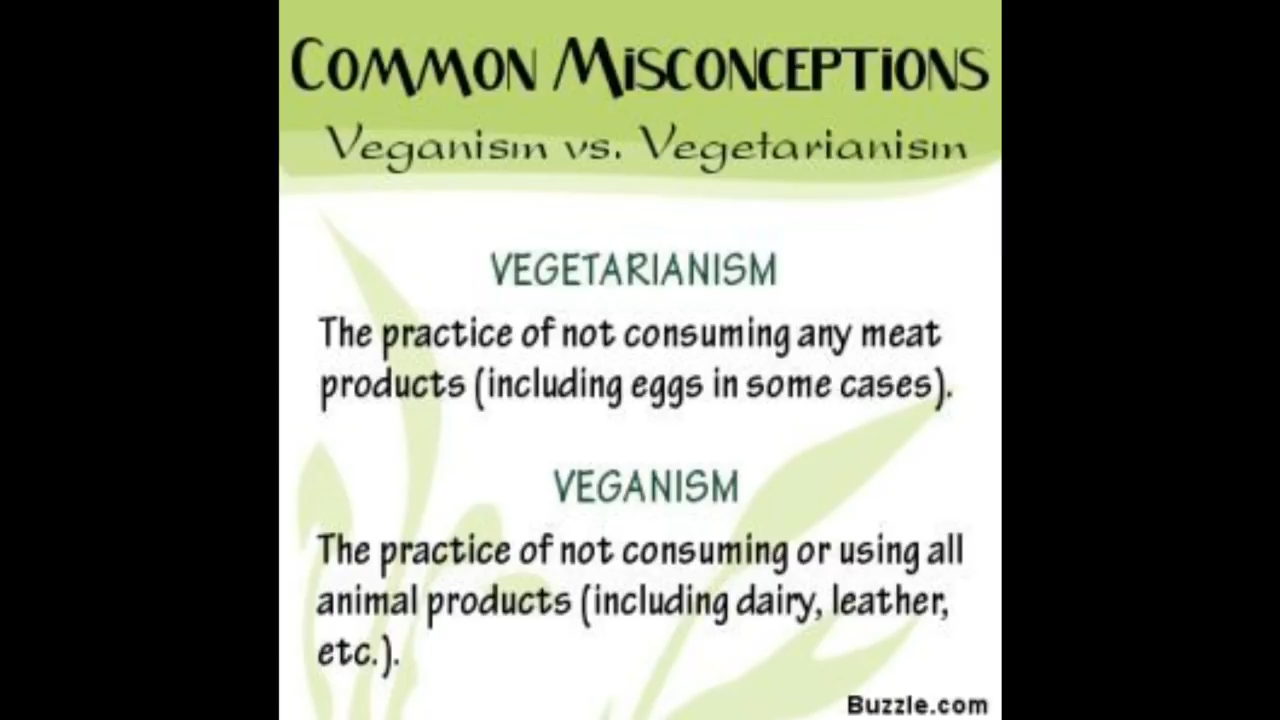 Common Misconceptions
Veganism vs. Vegetarianism
VEGETARIANISM
The practice of not consuming any meat
products (including eggs in some cases).
VEGANISM
The practice of not consuming or using all
animal products (including dairy, leather,
etc.).
Buzzle.com